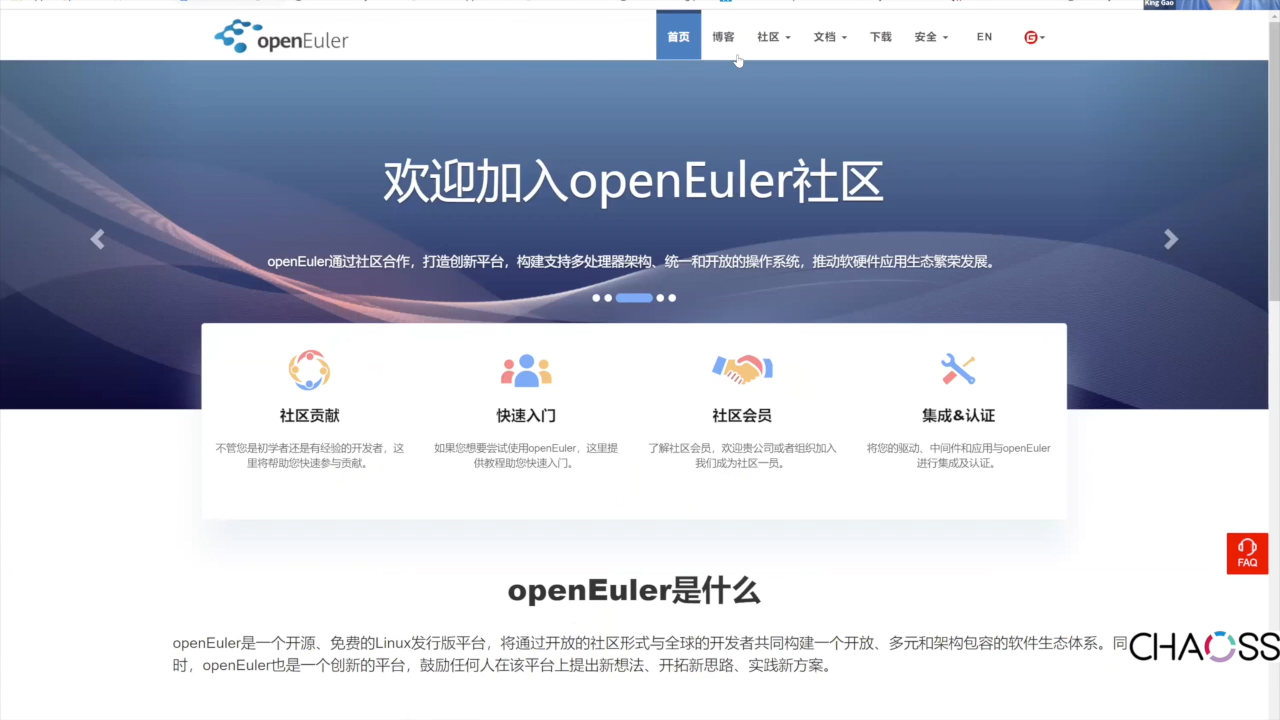 King Gao
openEuler
首页 博客 社区 文档 下载 安全 EN
欢迎加入openEuler社区
openEuler通过社区合作，打造创新平台，构建支持多处理器架构、统一和开放的操作系统，推动软硬件应用生态繁荣发展。
社区贡献
不管您是初学者还是有经验的开发者，这
里将帮助您快速参与贡献。
快速入门
如果您想要尝试使用openEuler，这里提
供教程助您快速入门。
社区会员
了解社区会员，欢迎贵公司或者组织加入
我们成为社区一员。
集成&认证
将您的驱动、中间件和应用与openEuler
进行集成及认证。
FAQ
openEuler是什么
openEuler是一个开源、免费的Linux发行版平台，将通过开放的社区形式与全球的开发者共同构建一个开放、多元和架构包容的软件生态体系。同
时，openEuler也是一个创新的平台，鼓励任何人在该平台上提出新想法、开拓新思路、实践新方案。
CHAOSS